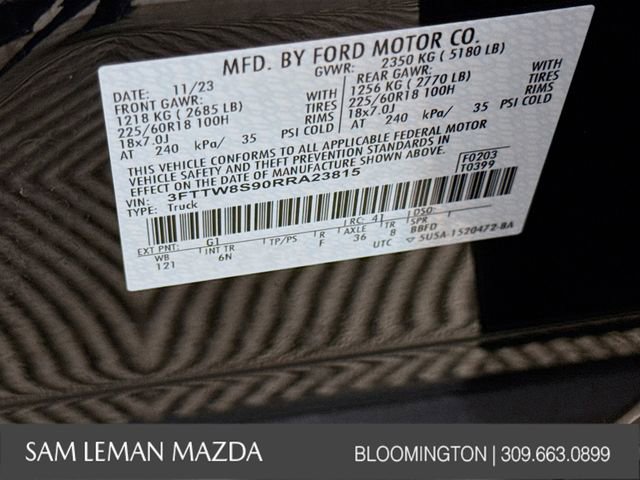 MFD. BY FORD MOTOR CO.
DATE: 11/23 GVWR: 2350 KG ( 5180 LB)
FRONT GAWR: REAR GAWR:
1218 KG ( 2685 LB) WITH 1256 KG ( 2770 LB) WITH
225/60R18 100H TIRES 225/60R18 100H TIRES
18x7.0J RIMS 18x7.0J RIMS
AT 240 kPa/ 35 PSI COLD AT 240 kPa/ 35 PSI COLD
THIS VEHICLE CONFORMS TO ALL APPLICABLE FEDERAL MOTOR
VEHICLE SAFETY AND THEFT PREVENTION STANDARDS IN
EFFECT ON THE DATE OF MANUFACTURE SHOWN ABOVE.
VIN: 3FTTW8S90RRA23815 F0203
TYPE: Truck T0399
EXT PNT: G1 RC: 41 DSO:
WB INT TR TP/PS R AXLE TR SPR
121 6N F 36 8 BBFD
UTC ▽ 5U5A-1520472-BA
SAM LEMAN MAZDA BLOOMINGTON | 309.663.0899